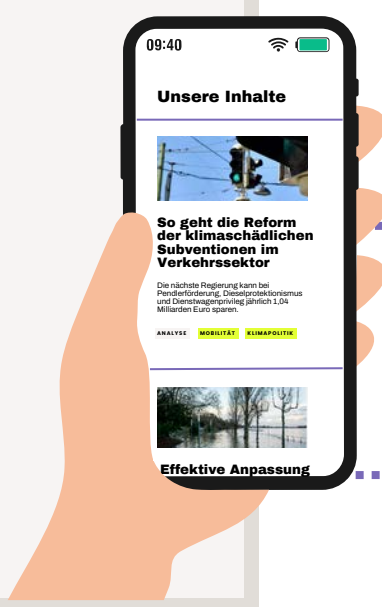 09:40
Unsere Inhalte
So geht die Reform
der klimaschädlichen
Subventionen im
Verkehrssektor
Die nächste Regierung kann bei
Pendlerförderung, Dieselprotektionismus
und Dienstwagenprivileg jährlich 1,04
Milliarden Euro sparen.
ANALYSE MOBILITÄT KLIMAPOLITIK
Effektive Anpassung